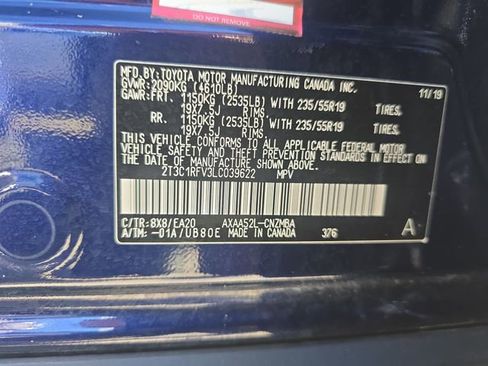 DO NOT REMOVE
MFD. BY: TOYOTA MOTOR MANUFACTURING CANADA INC.
GVWR: 2090KG (4610LB) 11/19
GAWR: FRT. 1150KG (2535LB) WITH 235/55R19 TIRES.
19X7 5J RIMS.
RR. 1150KG (2535LB) WITH 235/55R19 TIRES.
19X7 5J RIMS.
THIS VEHICLE CONFORMS TO ALL APPLICABLE FEDERAL MOTOR
VEHICLE SAFETY AND THEFT PREVENTION STANDARDS IN EFFECT
ON THE DATE OF MANUFACTURE SHOWN ABOVE.
2T3C1RFV3LC039622 MPV
C/TR: 8X8/EA20 AXAA52L-CNZMBA A
A/TM: -01A/UB80E MADE IN CANADA 376